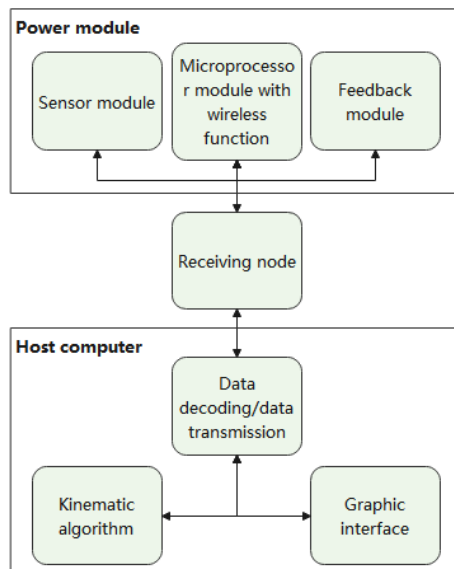 Power module
Sensor module
Microprocesso
r module with
wireless
function
Feedback
module
Receiving node
Host computer
Data
decoding/data
transmission
Kinematic
algorithm
Graphic
interface